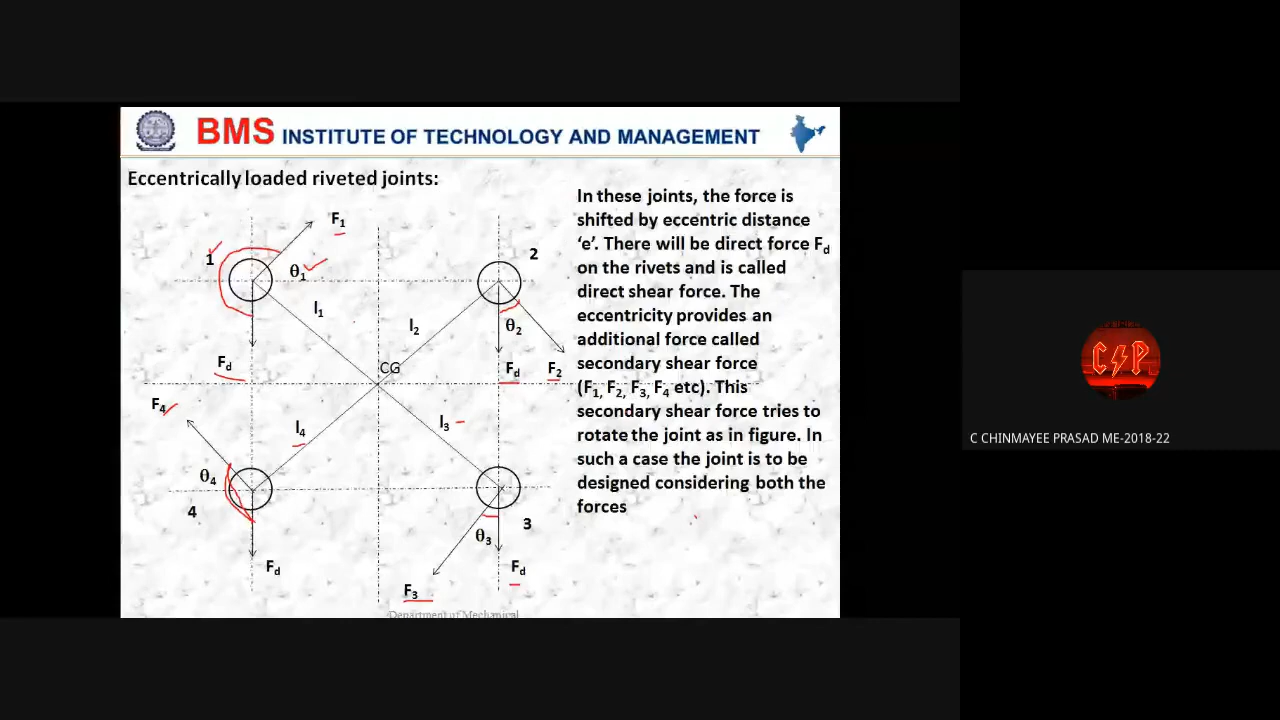 BMS INSTITUTE OF TECHNOLOGY AND MANAGEMENT
Eccentrically loaded riveted joints:
F1
1
θ1
l1
Fd
2
l2
θ2
Fd
F2
CG
F4
l4
l3
θ4
4
Fd
3
θ3
Fd
F3
In these joints, the force is
shifted by eccentric distance
‘e’. There will be direct force Fd
on the rivets and is called
direct shear force. The
eccentricity provides an
additional force called
secondary shear force
(F1, F2, F3, F4 etc). This
secondary shear force tries to
rotate the joint as in figure. In
such a case the joint is to be
designed considering both the
forces
Department of Mechanical
C CHINMAYEE PRASAD ME-2018-22
C P